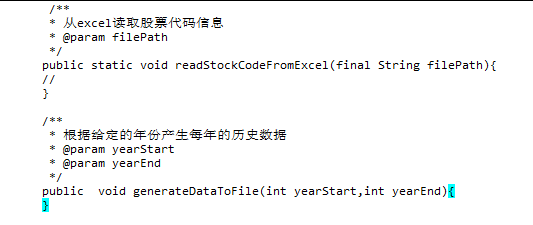 /**
* 从excel读取股票代码信息
* @param filePath
*/
public static void readStockCodeFromExcel(final String filePath){
//
}
/**
* 根据给定的年份产生每年的历史数据
* @param yearStart
* @param yearEnd
*/
public  void generateDataToFile(int yearStart,int yearEnd){
}